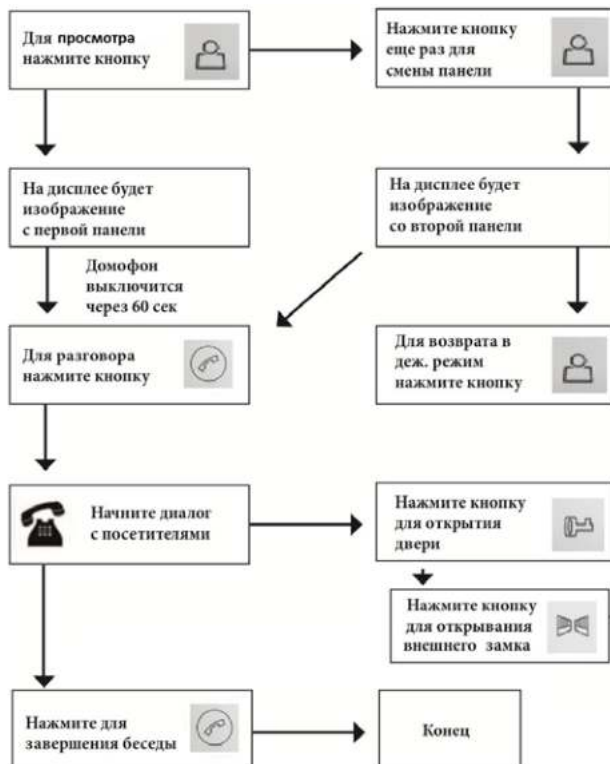 Для просмотра
нажмите кнопку
Нажмите кнопку
еще раз для
смены панели
На дисплее будет
изображение
с первой панели
На дисплее будет
изображение
со второй панели
Домофон
выключится
через 60 сек
Для разговора
нажмите кнопку
Для возврата в
деж. режим
нажмите кнопку
Начните диалог
с посетителями
Нажмите кнопку
для открытия
двери
Нажмите кнопку
для открывания
внешнего замка
Нажмите для
завершения беседы
Конец